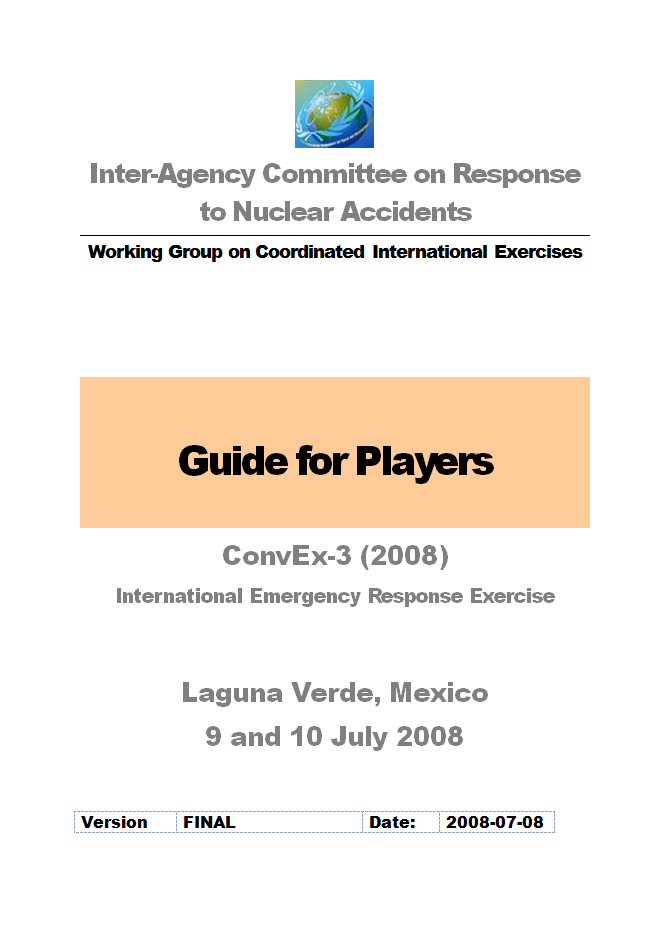 Inter-Agency Committee on Response
to Nuclear Accidents
Working Group on Coordinated International Exercises
Guide for Players
ConvEx-3 (2008)
International Emergency Response Exercise
Laguna Verde, Mexico
9 and 10 July 2008
Version FINAL Date: 2008-07-08